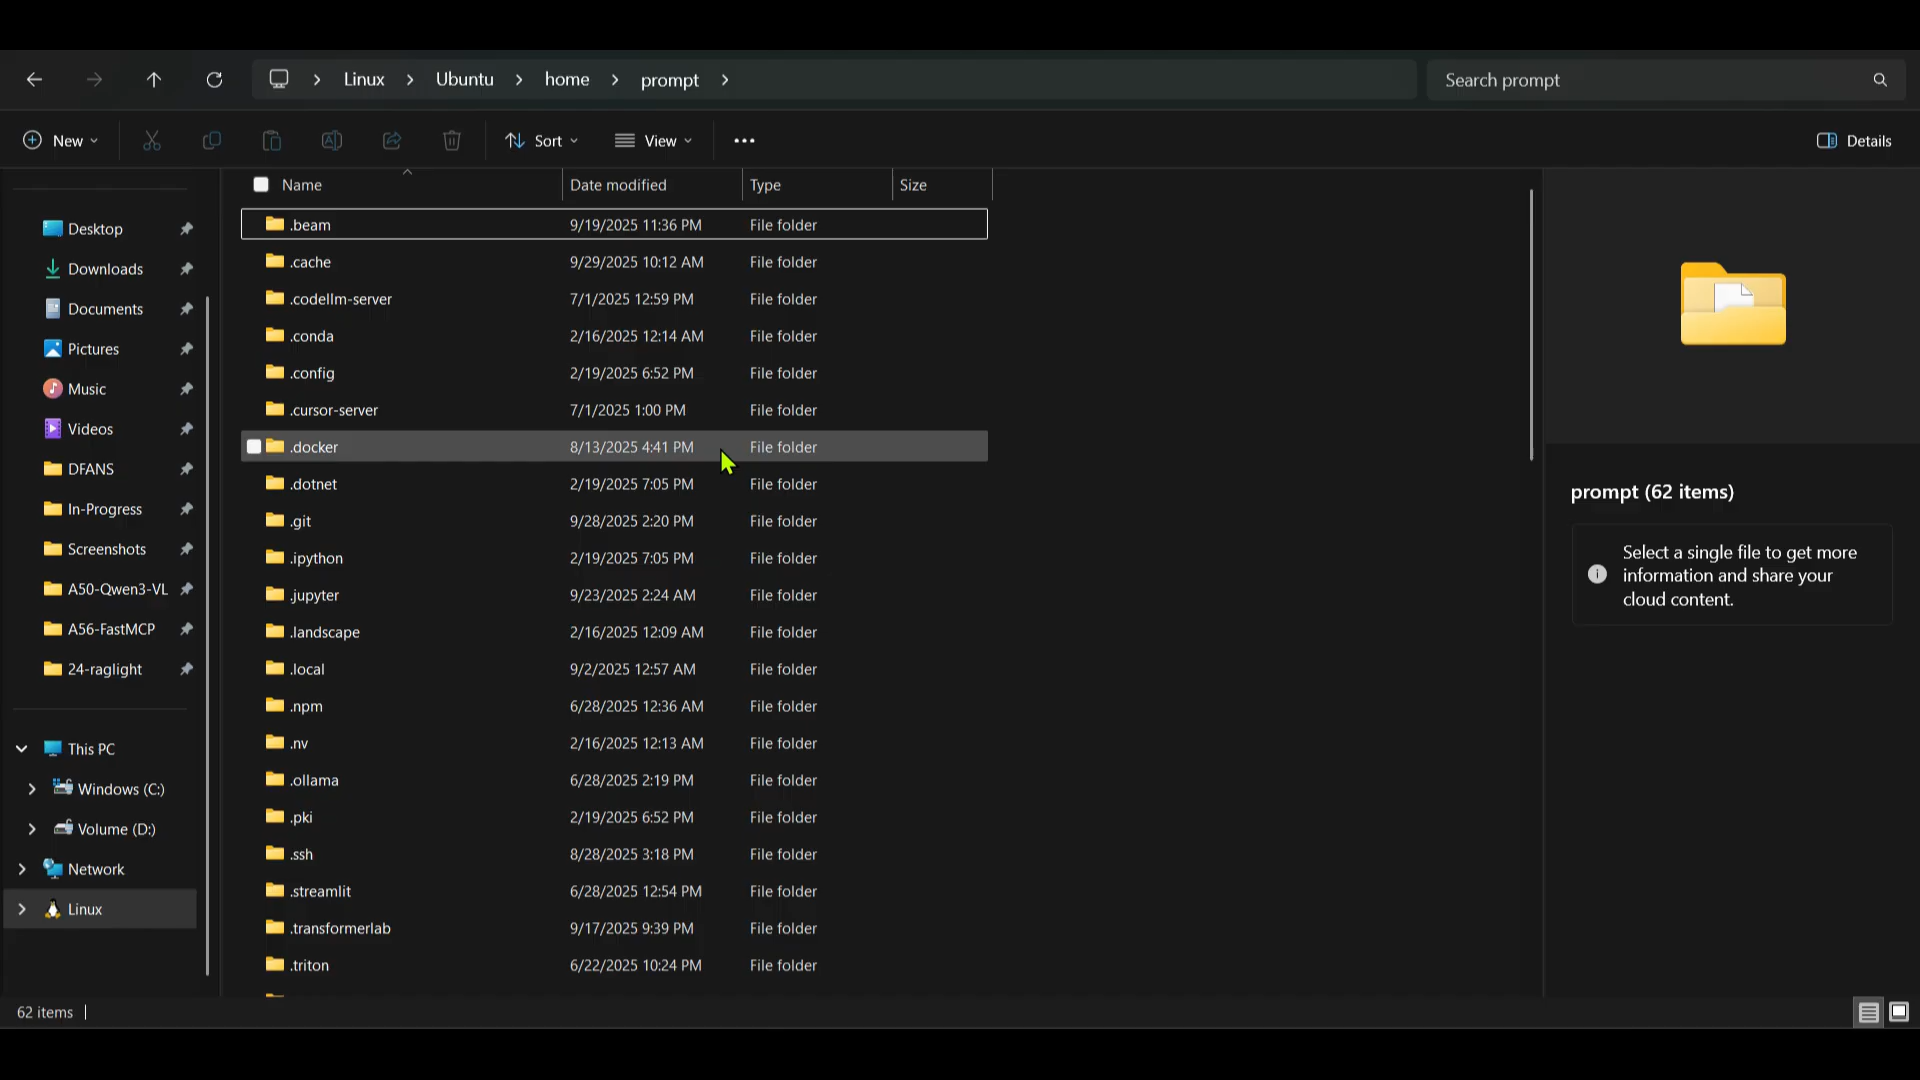 Linux Ubuntu home prompt
Search prompt
New Sort View Details
Name Date modified Type Size
Desktop
Downloads
Documents
Pictures
Music
Videos
DFANS
In-Progress
Screenshots
A50-Qwen3-VL
A56-FastMCP
24-raglight
This PC
Windows (C:)
Volume (D:)
Network
Linux
.beam 9/19/2025 11:36 PM File folder
.cache 9/29/2025 10:12 AM File folder
.codellm-server 7/1/2025 12:59 PM File folder
.conda 2/16/2025 12:14 AM File folder
.config 2/19/2025 6:52 PM File folder
.cursor-server 7/1/2025 1:00 PM File folder
.docker 8/13/2025 4:41 PM File folder
.dotnet 2/19/2025 7:05 PM File folder
.git 9/28/2025 2:20 PM File folder
.ipython 2/19/2025 7:05 PM File folder
.jupyter 9/23/2025 2:24 AM File folder
.landscape 2/16/2025 12:09 AM File folder
.local 9/2/2025 12:57 AM File folder
.npm 6/28/2025 12:36 AM File folder
.nv 2/16/2025 12:13 AM File folder
.ollama 6/28/2025 2:19 PM File folder
.pki 2/19/2025 6:52 PM File folder
.ssh 8/28/2025 3:18 PM File folder
.streamlit 6/28/2025 12:54 PM File folder
.transformerlab 9/17/2025 9:39 PM File folder
.triton 6/22/2025 10:24 PM File folder
prompt (62 items)
Select a single file to get more
information and share your
cloud content.
62 items